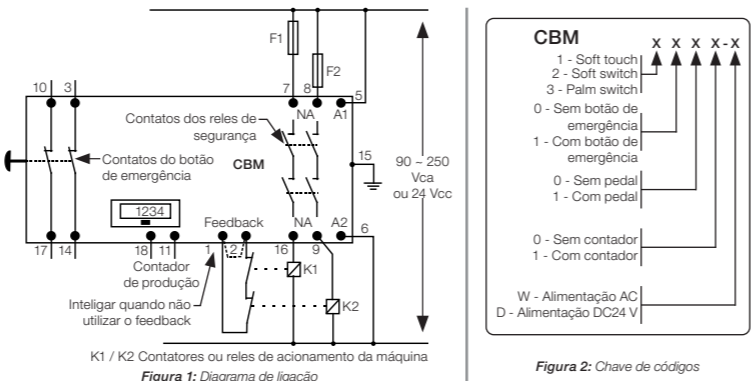 F1
F2
10 3 7 8 5
NA A1
Contatos dos reles de
segurança
CBM
15
90 ~ 250
Vca
ou 24 Vcc
Contatos do botão
de emergência
1234
Feedback
NA A2
6
17 14 18 11 1 2 16 9
Contador
de produção
K1
K2
Inteligar quando não
utilizar o feedback
K1 / K2 Contatores ou reles de acionamento da máquina
Figura 1: Diagrama de ligação
CBM X X X X - X
1 - Soft touch
2 - Soft switch
3 - Palm switch
0 - Sem botão de
emergência
1 - Com botão de
emergência
0 - Sem pedal
1 - Com pedal
0 - Sem contador
1 - Com contador
W - Alimentação AC
D - Alimentação DC24 V
Figura 2: Chave de códigos